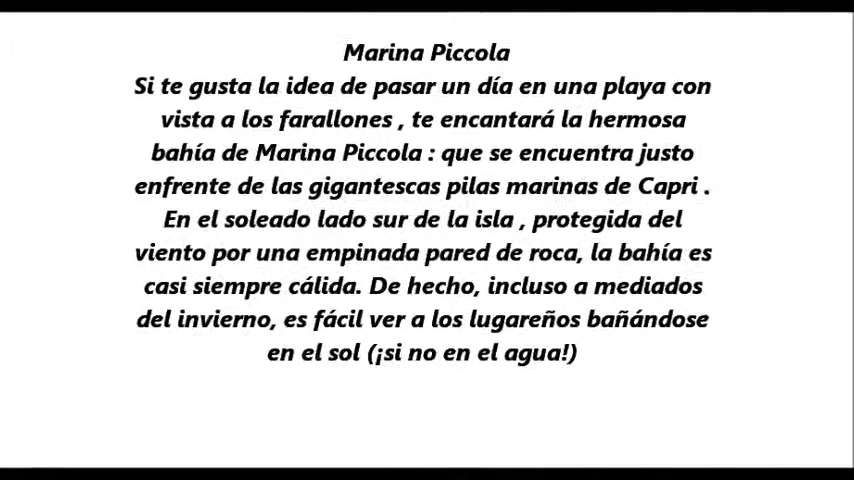 Marina Piccola
Si te gusta la idea de pasar un día en una playa con
vista a los farallones , te encantará la hermosa
bahía de Marina Piccola : que se encuentra justo
enfrente de las gigantescas pilas marinas de Capri .
En el soleado lado sur de la isla , protegida del
viento por una empinada pared de roca, la bahía es
casi siempre cálida. De hecho, incluso a mediados
del invierno, es fácil ver a los lugareños bañándose
en el sol (¡si no en el agua!)